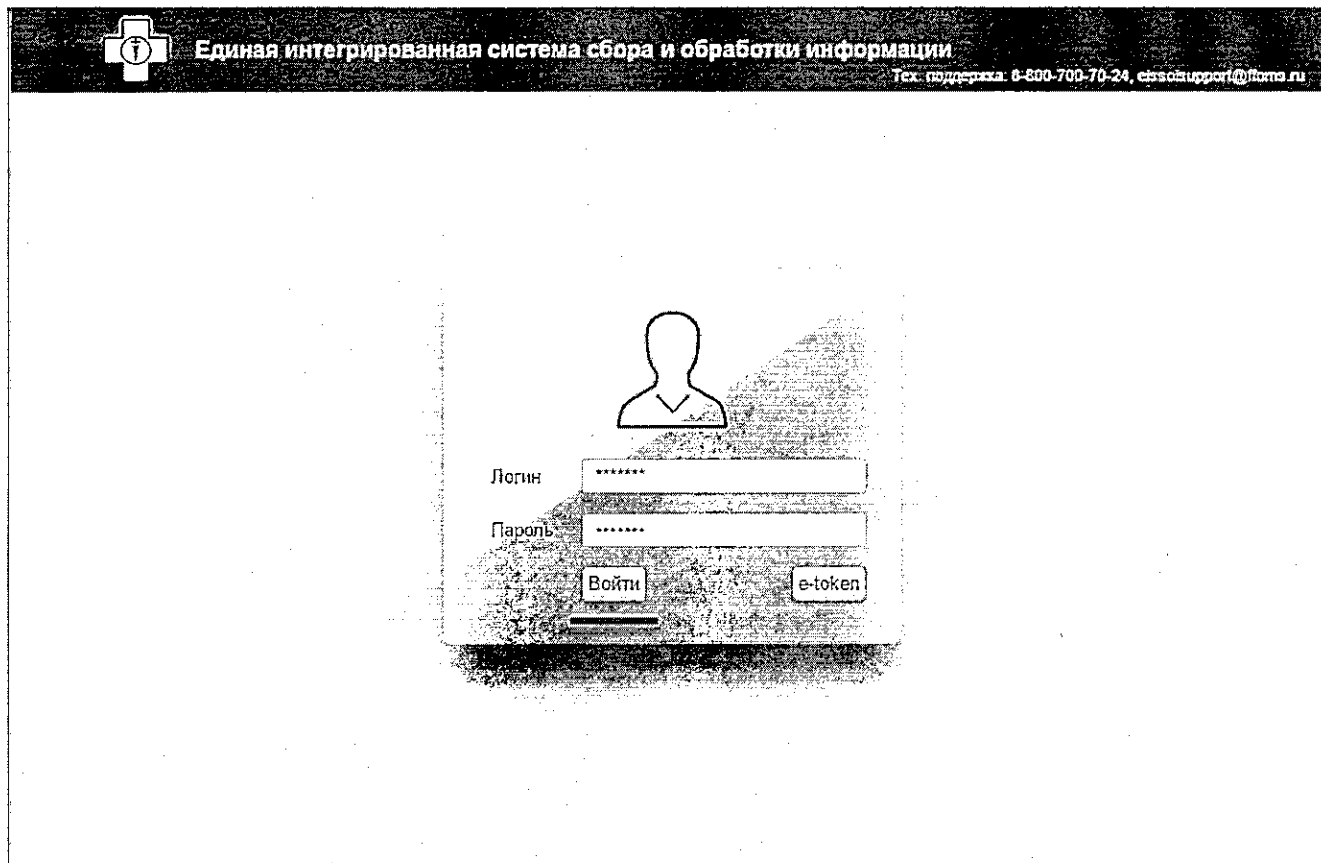 Единая интегрированная система сбора и обработки информации
Тех. поддержка: 8-800-700-70-24, eissoisupport@ffoms.ru
Логин *******
Пароль *******
Войти e-token